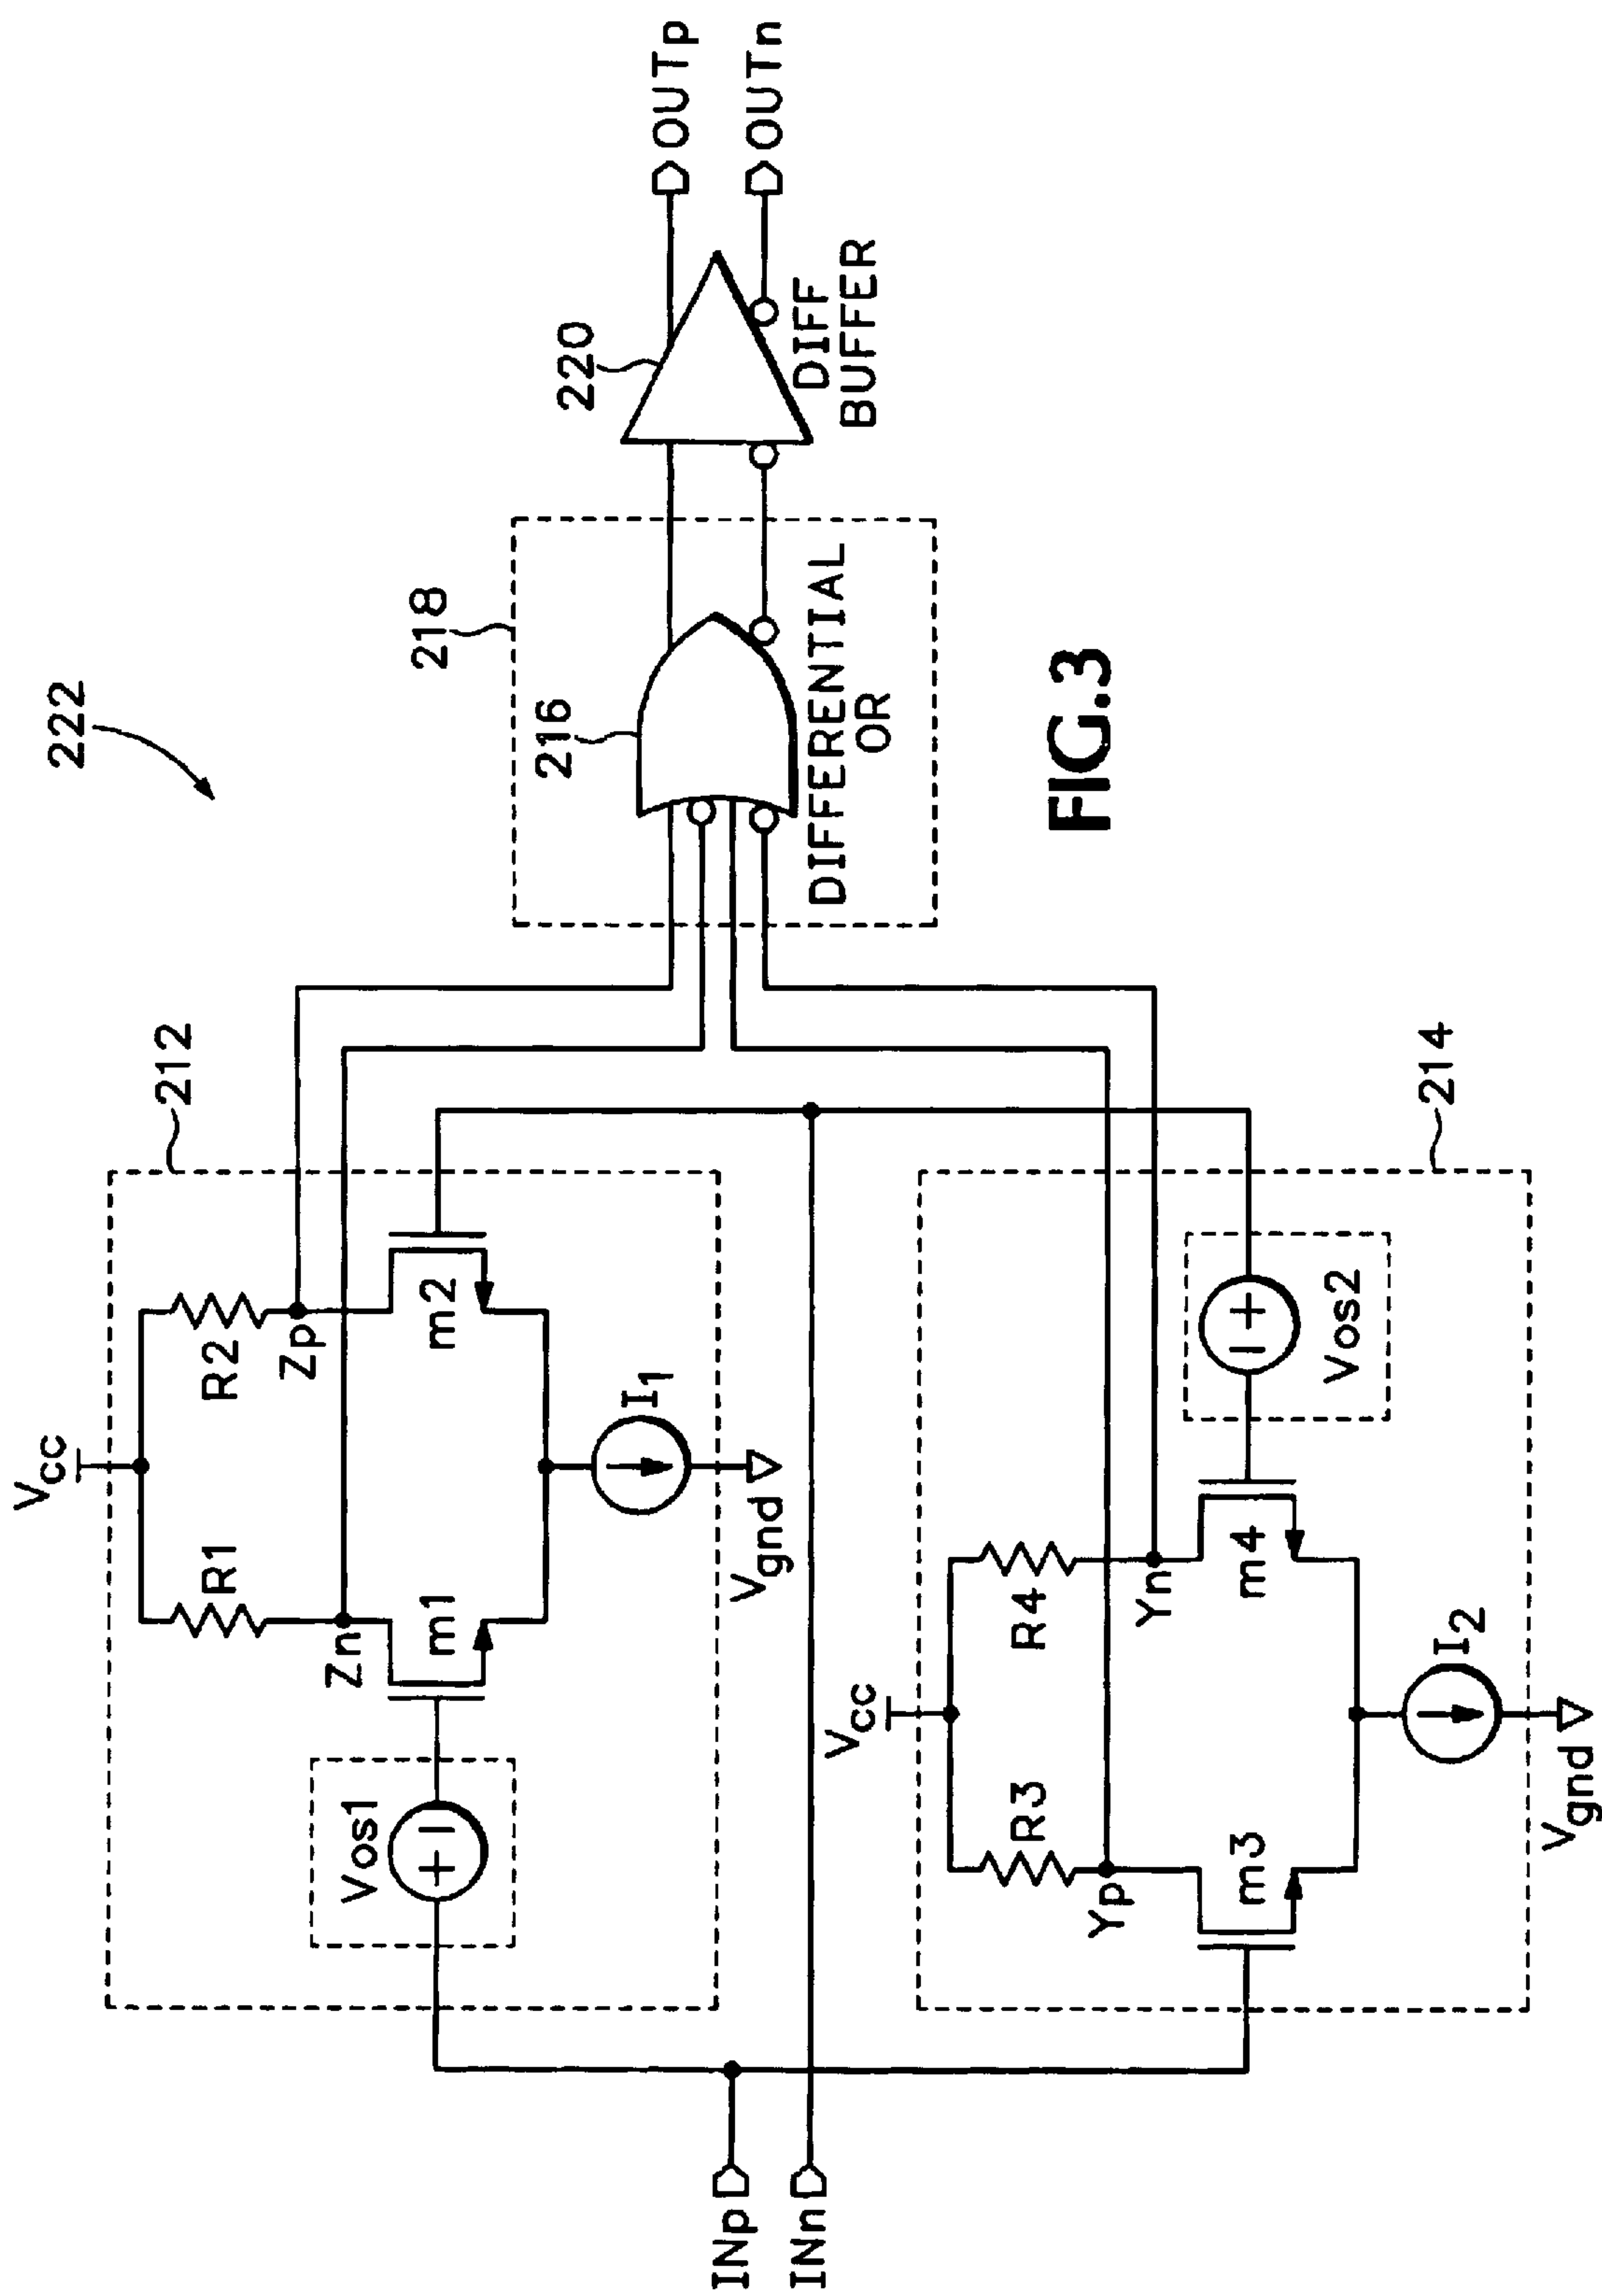 222
212
Vcc
R1
R2
Zn
Zp
Vos1
m1
m2
I1
Vgnd
218
216
DIFFERENTIAL
OR
220
DIFF
BUFFER
OUTp
OUTn
INp
INn
214
Vcc
R3
R4
Yp
Yn
m3
m4
Vos2
I2
Vgnd
FIG.3